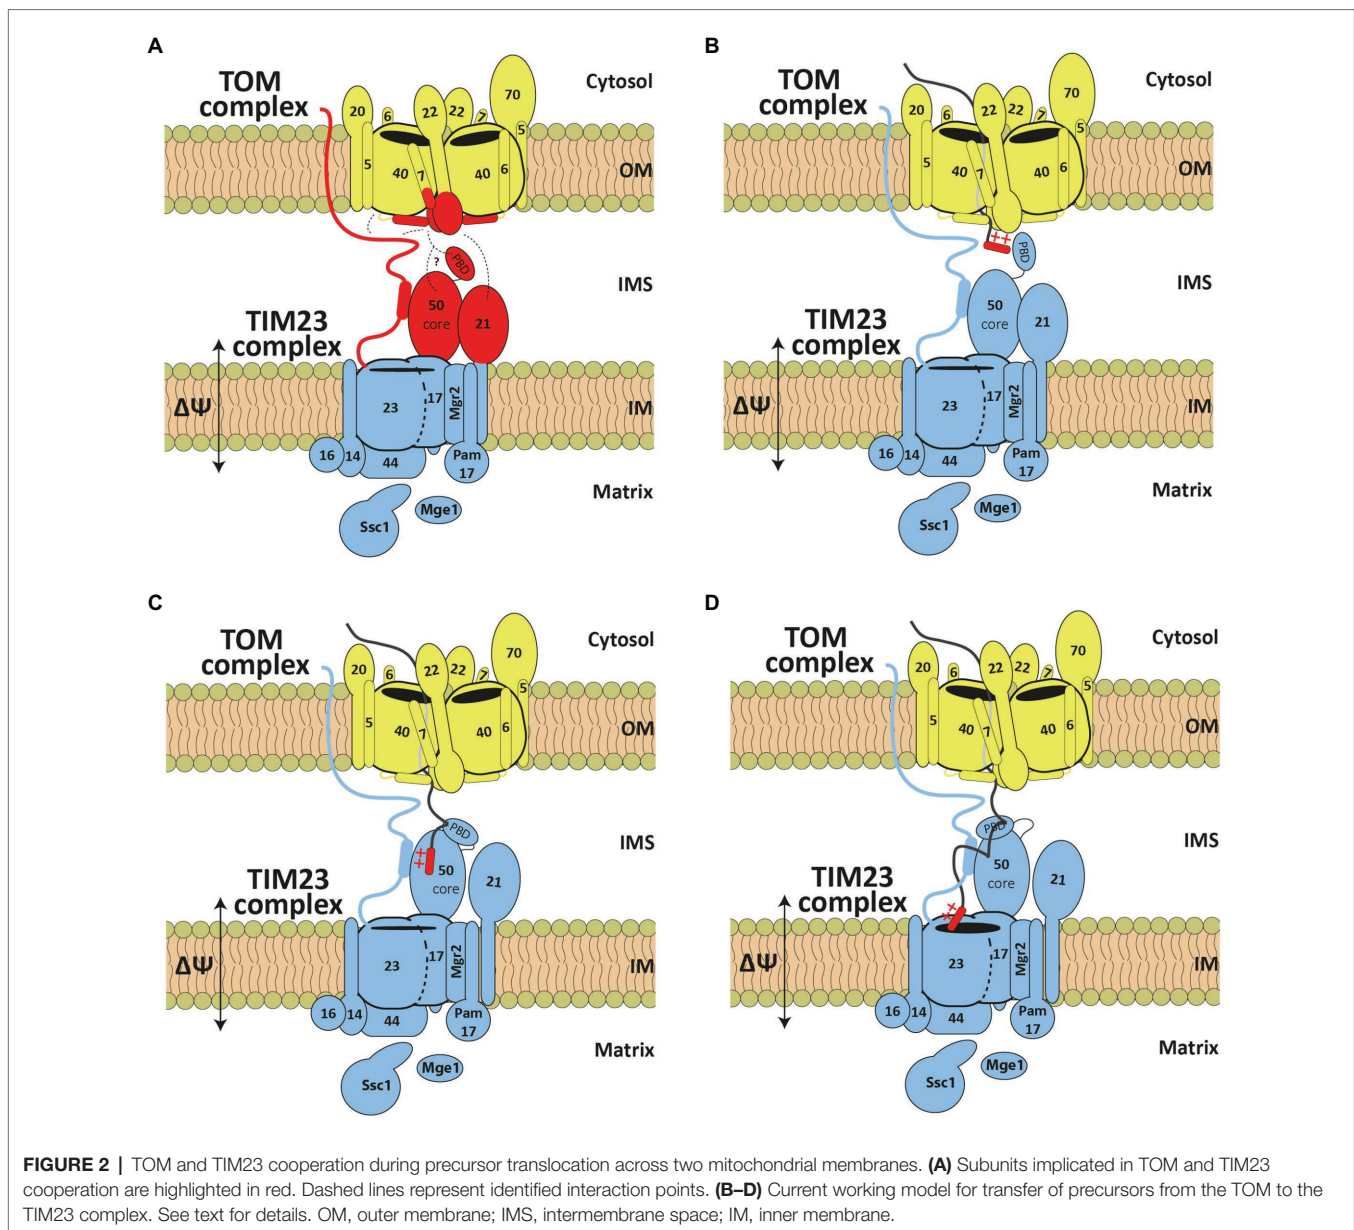 A
TOM
complex
Cytosol
20
6
22
22
7
70
5
5
40
7
40
6
OM
?
PBD
IMS
50
core
21
TIM23
complex
ΔΨ
23
17
Mgr2
IM
16
14
44
Pam
17
Matrix
Ssc1
Mge1
B
TOM
complex
Cytosol
20
6
22
22
7
70
5
5
40
7
40
6
OM
++
PBD
IMS
50
core
21
TIM23
complex
ΔΨ
23
17
Mgr2
IM
16
14
44
Pam
17
Matrix
Ssc1
Mge1
C
TOM
complex
Cytosol
20
6
22
22
7
70
5
5
40
7
40
6
OM
PBD
IMS
++
50
core
21
TIM23
complex
ΔΨ
23
17
Mgr2
IM
16
14
44
Pam
17
Matrix
Ssc1
Mge1
D
TOM
complex
Cytosol
20
6
22
22
7
70
5
5
40
7
40
6
OM
PBD
IMS
50
core
21
TIM23
complex
++
ΔΨ
23
17
Mgr2
IM
16
14
44
Pam
17
Matrix
Ssc1
Mge1
FIGURE 2 | TOM and TIM23 cooperation during precursor translocation across two mitochondrial membranes. (A) Subunits implicated in TOM and TIM23
cooperation are highlighted in red. Dashed lines represent identified interaction points. (B–D) Current working model for transfer of precursors from the TOM to the
TIM23 complex. See text for details. OM, outer membrane; IMS, intermembrane space; IM, inner membrane.